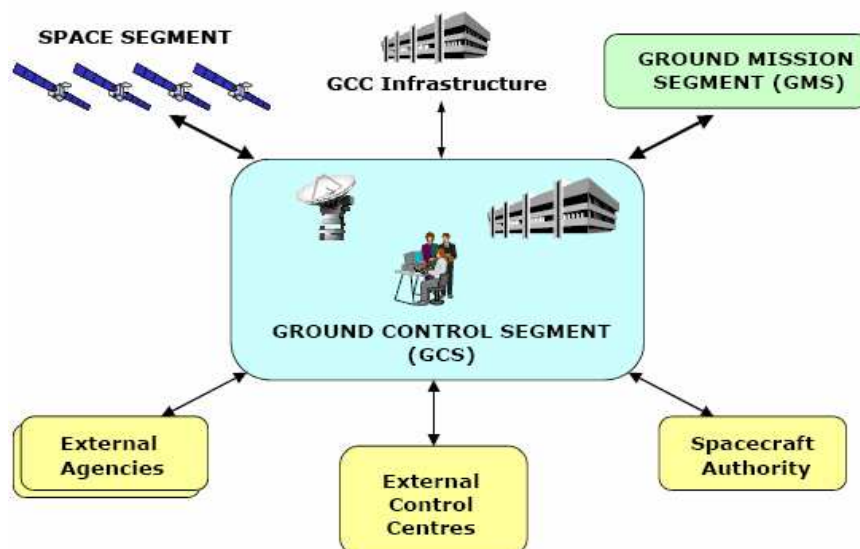 SPACE SEGMENT
GCC Infrastructure
GROUND MISSION
SEGMENT (GMS)
GROUND CONTROL SEGMENT
(GCS)
External
Agencies
External
Control
Centres
Spacecraft
Authority